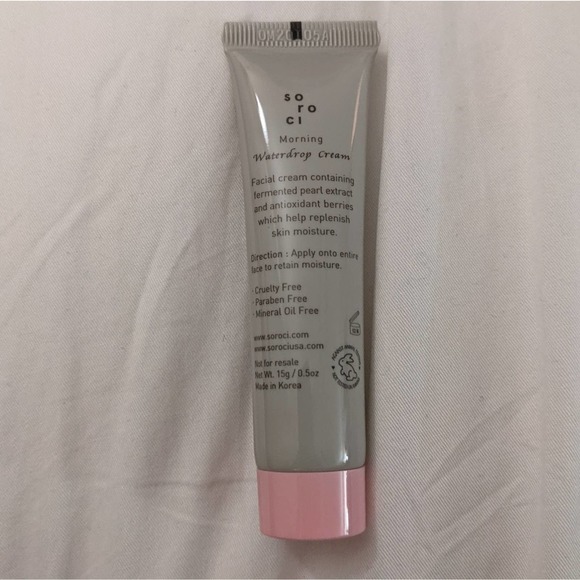 so
ro
ci
Morning
Waterdrop Cream
Facial cream containing
fermented pearl extract
and antioxidant berries
which help replenish
skin moisture.
Direction : Apply onto entire
face to retain moisture.
· Cruelty Free
· Paraben Free
· Mineral Oil Free
www.soroci.com
www.sorociusa.com
Not for resale
Net Wt. 15g / 0.5oz
Made in Korea